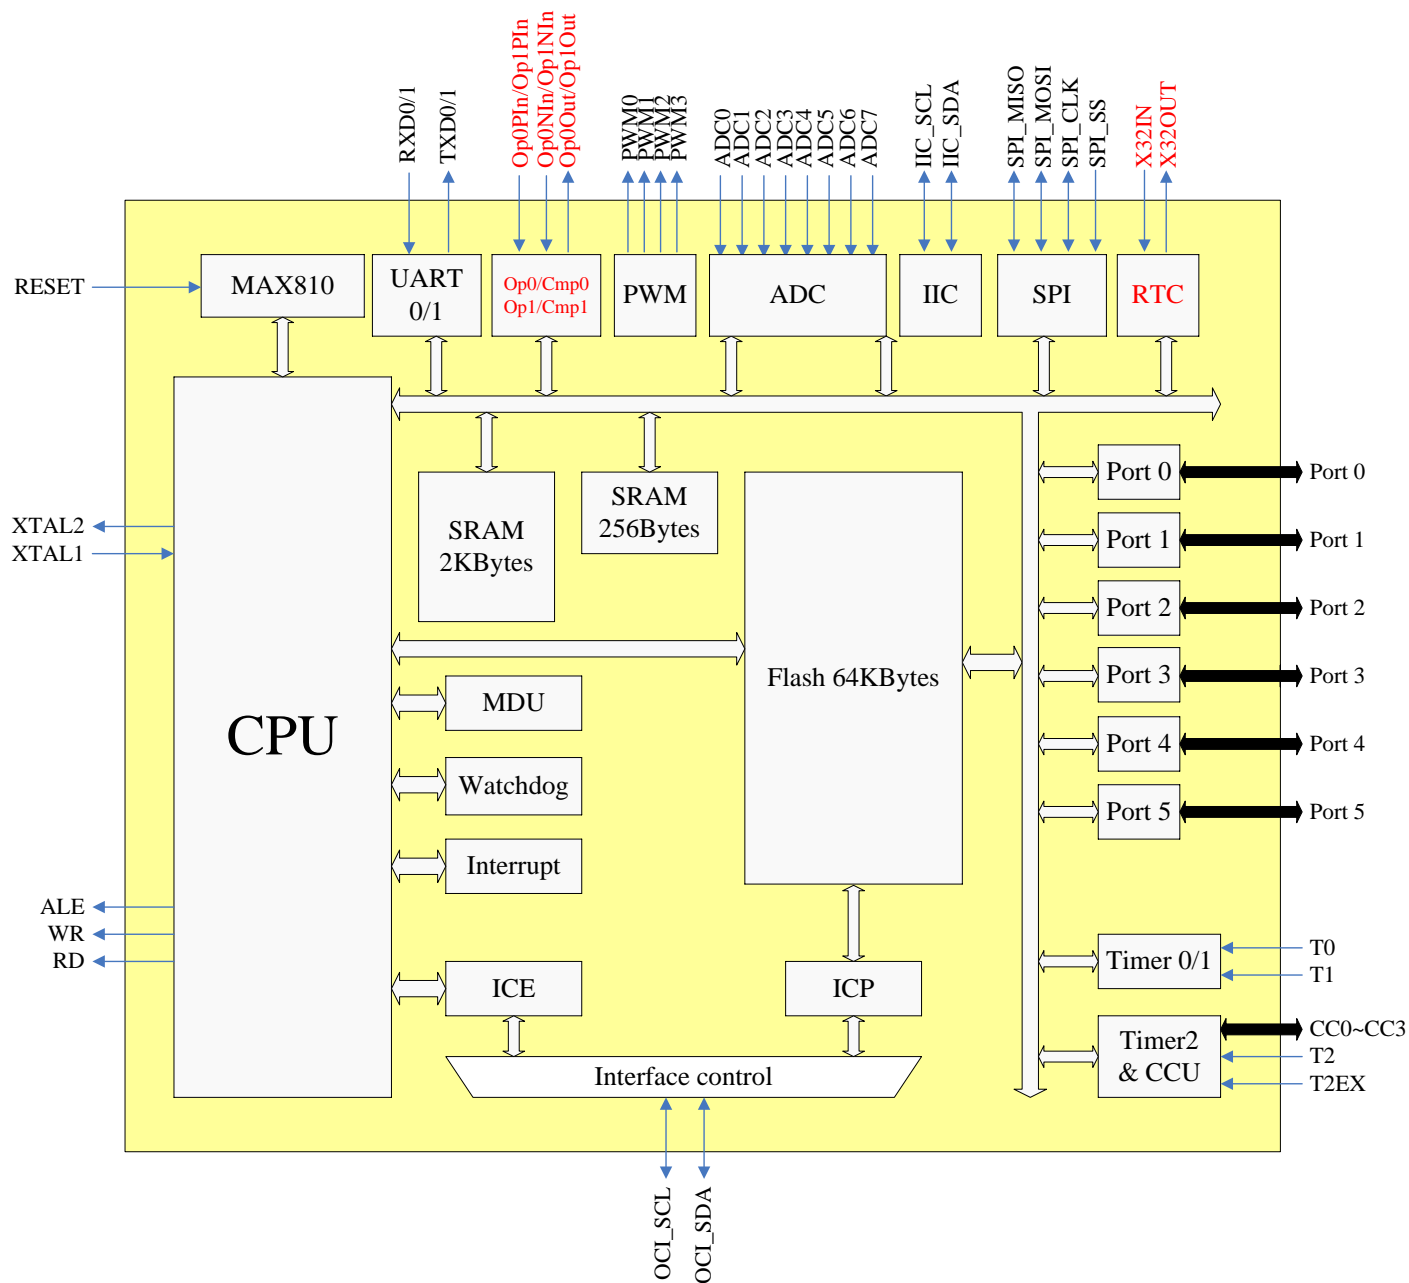 RXD0/1
TXD0/1
Op0PIn/Op1PIn
Op0NIn/Op1NIn
Op0Out/Op1Out
PWM0
PWM1
PWM2
PWM3
ADC0
ADC1
ADC2
ADC3
ADC4
ADC5
ADC6
ADC7
IIC_SCL
IIC_SDA
SPI_MISO
SPI_MOSI
SPI_CLK
SPI_SS
X32IN
X32OUT
RESET
MAX810
UART
0/1
Op0/Cmp0
Op1/Cmp1
PWM
ADC
IIC
SPI
RTC
XTAL2
XTAL1
CPU
SRAM
2KBytes
SRAM
256Bytes
Flash 64KBytes
MDU
Watchdog
Interrupt
Port 0
Port 0
Port 1
Port 1
Port 2
Port 2
Port 3
Port 3
Port 4
Port 4
Port 5
Port 5
ALE
WR
RD
ICE
ICP
Interface control
Timer 0/1
T0
T1
Timer2
& CCU
CC0~CC3
T2
T2EX
OCI_SCL
OCI_SDA